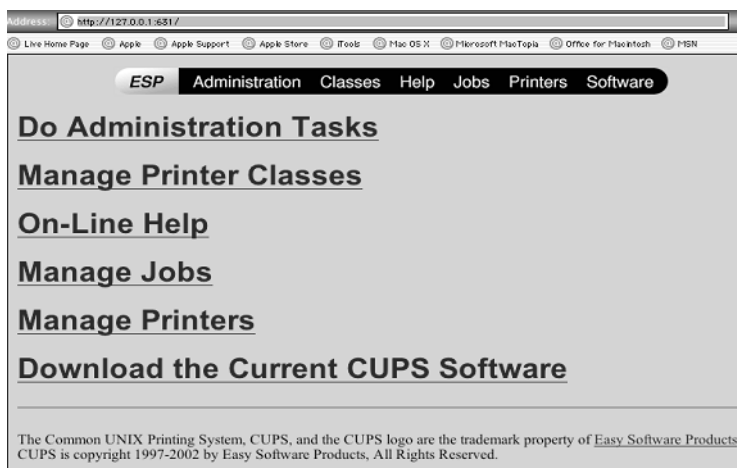 Address: http://127.0.0.1:631/
Live Home Page Apple Apple Support Apple Store iTools Mac OS X Microsoft MacTopia Office for Macintosh MSN
ESP Administration Classes Help Jobs Printers Software
Do Administration Tasks
Manage Printer Classes
On-Line Help
Manage Jobs
Manage Printers
Download the Current CUPS Software
The Common UNIX Printing System, CUPS, and the CUPS logo are the trademark property of Easy Software Products
CUPS is copyright 1997-2002 by Easy Software Products, All Rights Reserved.